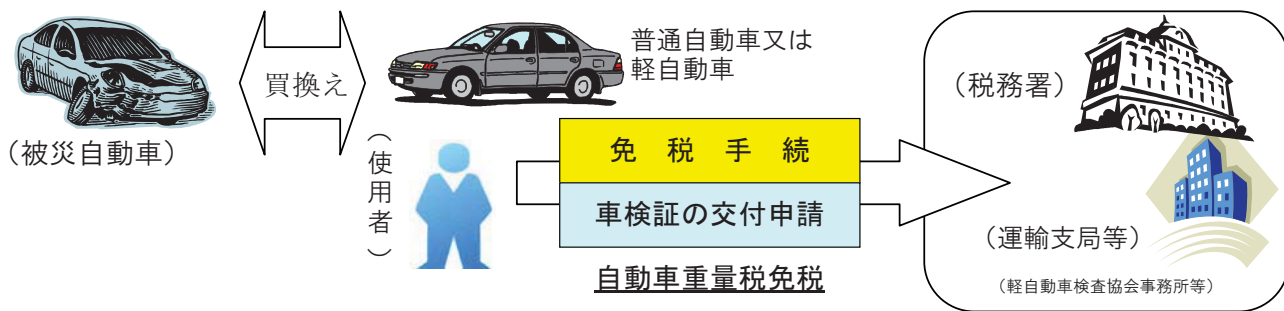 （被災自動車）
買換え
普通自動車又は
軽自動車
（使用者）
免税手続
車検証の交付申請
自動車重量税免税
（税務署）
（運輸支局等）
（軽自動車検査協会事務所等）